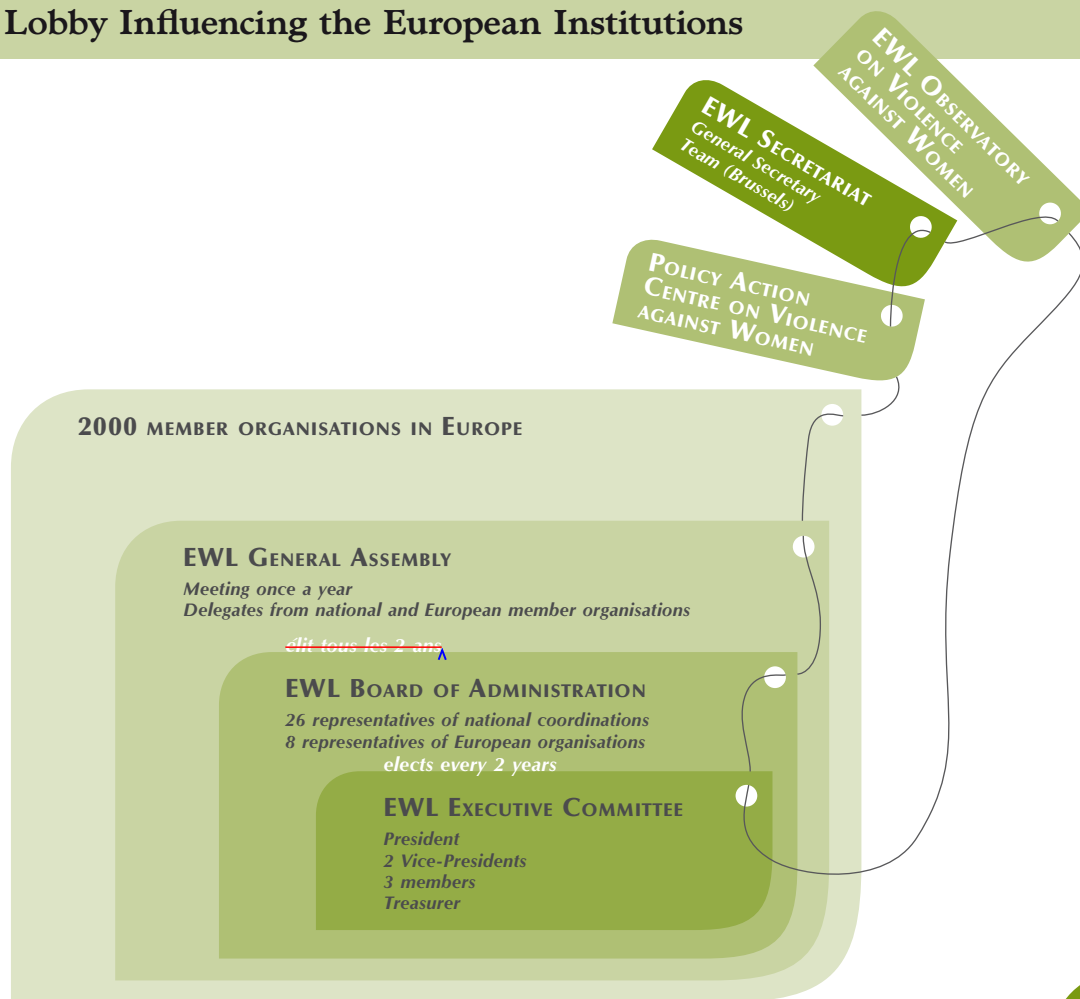 Lobby Influencing the European Institutions
EWL Observatory
on Violence
against Women
EWL Secretariat
General Secretary
Team (Brussels)
Policy Action
Centre on Violence
against Women
2000 member organisations in Europe
EWL General Assembly
Meeting once a year
Delegates from national and European member organisations
élit tous les 2 ans
EWL Board of Administration
26 representatives of national coordinations
8 representatives of European organisations
elects every 2 years
EWL Executive Committee
President
2 Vice-Presidents
3 members
Treasurer